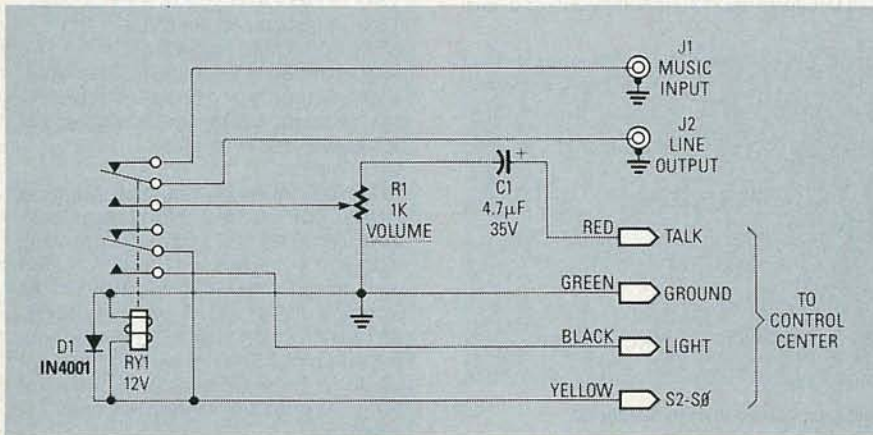 J1
MUSIC
INPUT
J2
LINE
OUTPUT
R1
1K
VOLUME
+
C1
4.7μF
35V
RED
TALK
GREEN
GROUND
BLACK
LIGHT
YELLOW
S2-S0̸
TO
CONTROL
CENTER
D1
IN4001
RY1
12V